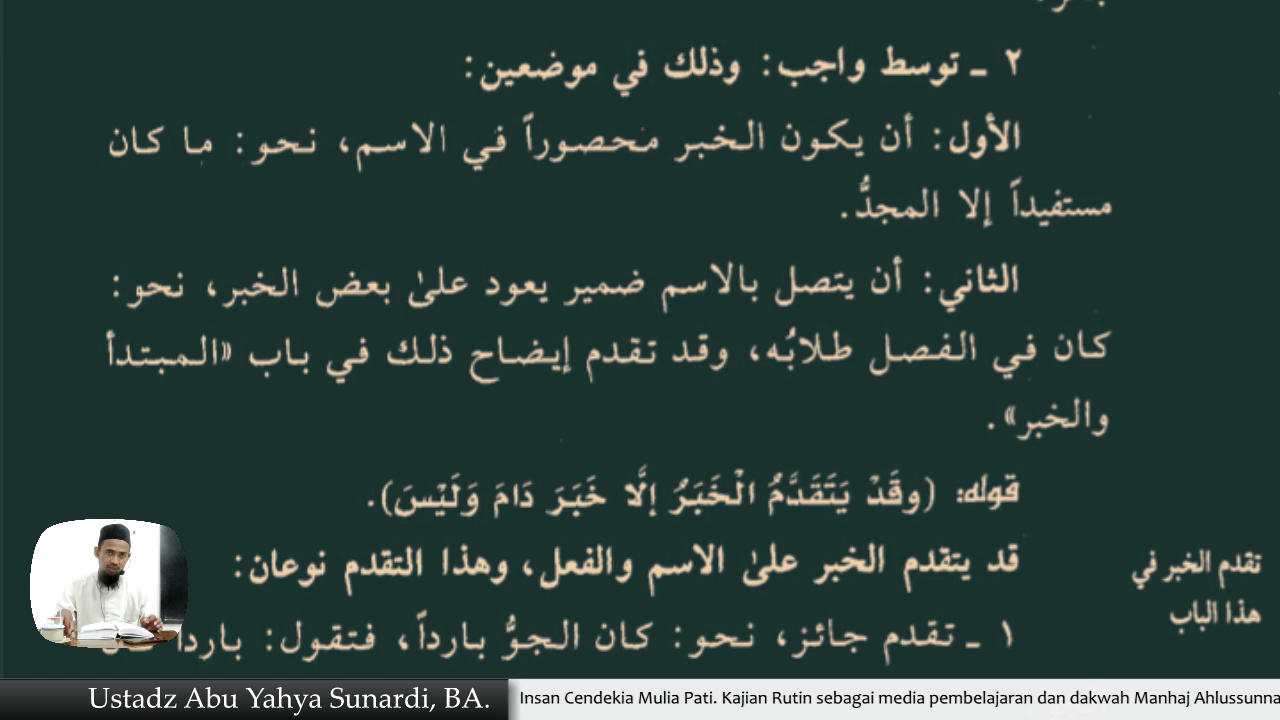 ٢ ـ توسط واجب: وذلك في موضعين:
الأول: أن يكون الخبر محصوراً في الاسم، نحو: ما كان
مستفيداً إلا المجدُّ.
الثاني: أن يتصل بالاسم ضمير يعود علىٰ بعض الخبر، نحو:
كان في الفصل طلابُه، وقد تقدم إيضاح ذلك في باب «المبتدأ
والخبر».
قوله: (وقَدْ يَتَقَدَّمُ الْخَبَرُ إلَّا خَبَرَ دَامَ وَلَيْسَ).
قد يتقدم الخبر علىٰ الاسم والفعل، وهذا التقدم نوعان:
تقدم الخبر في
هذا الباب
١ ـ تقدم جائز، نحو: كان الجوُّ بارداً، فتقول: بارداً
Ustadz Abu Yahya Sunardi, BA.
Insan Cendekia Mulia Pati. Kajian Rutin sebagai media pembelajaran dan dakwah Manhaj Ahlussunna